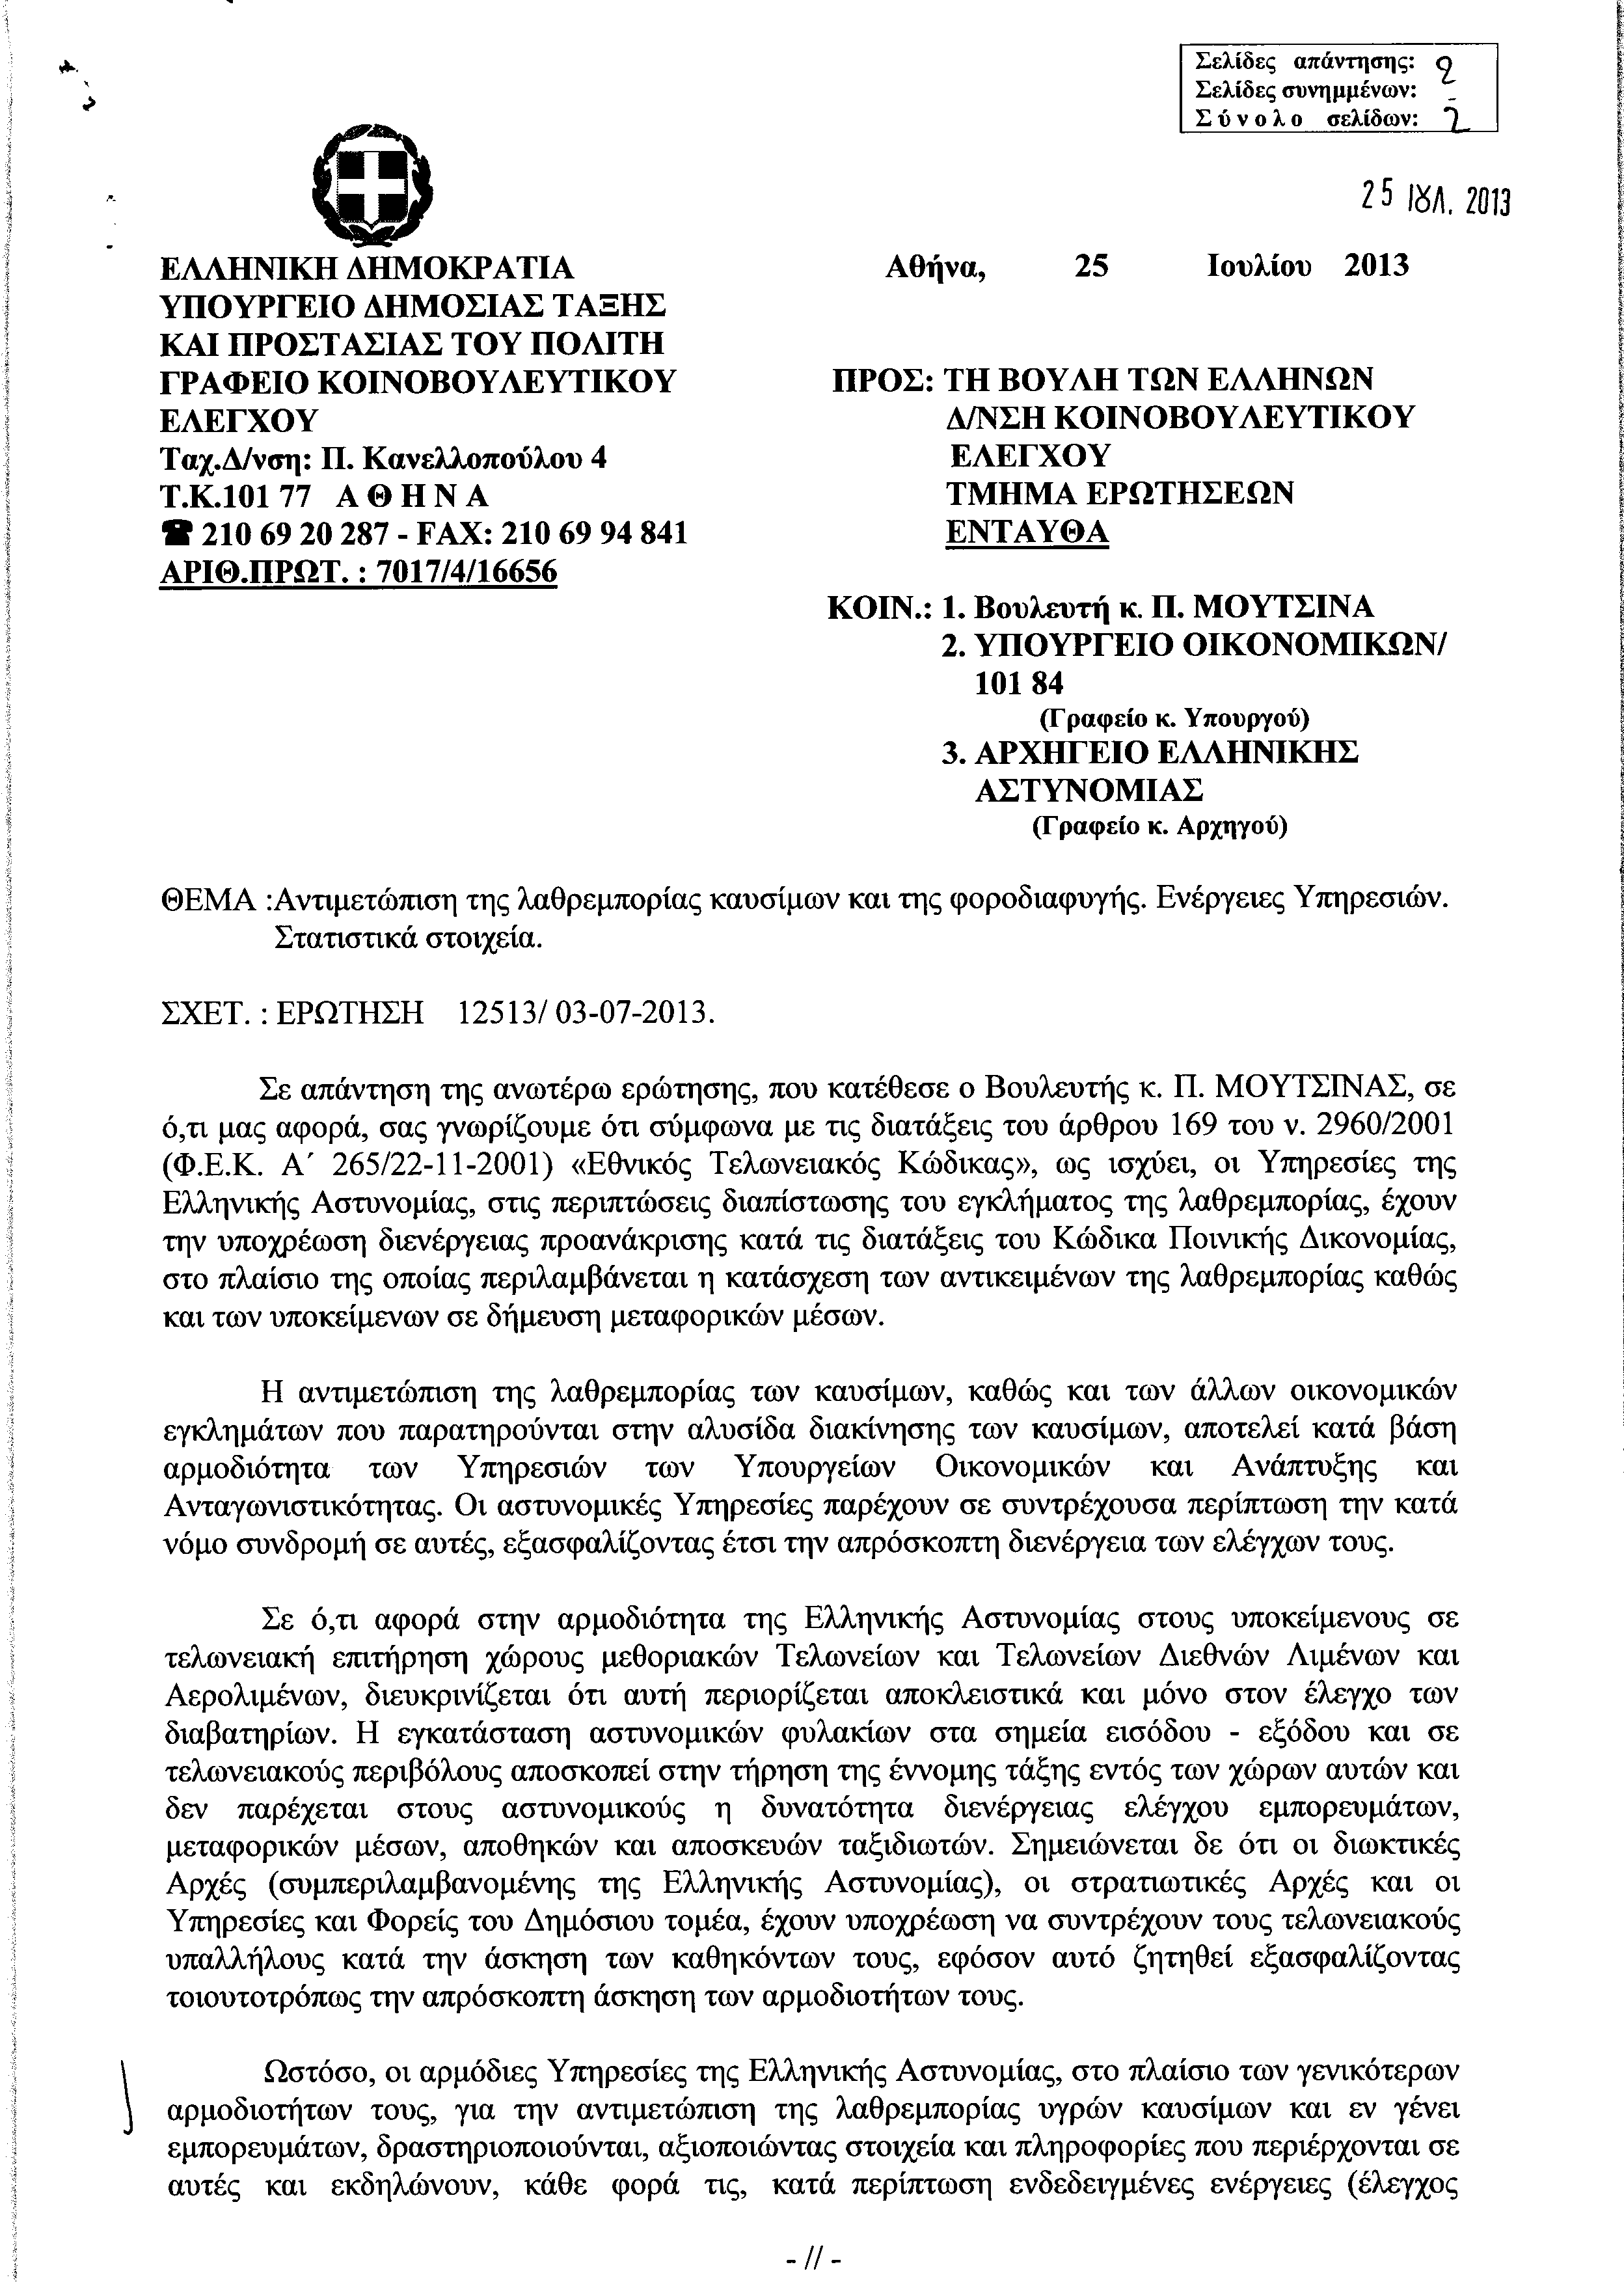 Σελίδες απάντησης: 2
Σελίδες συνημμένων: -
Σύνολο σελίδων: 2
25 ΙΟΥΛ. 2013
ΕΛΛΗΝΙΚΗ ΔΗΜΟΚΡΑΤΙΑ
ΥΠΟΥΡΓΕΙΟ ΔΗΜΟΣΙΑΣ ΤΑΞΗΣ
ΚΑΙ ΠΡΟΣΤΑΣΙΑΣ ΤΟΥ ΠΟΛΙΤΗ
ΓΡΑΦΕΙΟ ΚΟΙΝΟΒΟΥΛΕΥΤΙΚΟΥ
ΕΛΕΓΧΟΥ
Ταχ.Δ/νση: Π. Κανελλοπούλου 4
Τ.Κ.101 77 Α Θ Η Ν Α
☎ 210 69 20 287 - FAX: 210 69 94 841
ΑΡΙΘ.ΠΡΩΤ. : 7017/4/16656
Αθήνα, 25 Ιουλίου 2013
ΠΡΟΣ: ΤΗ ΒΟΥΛΗ ΤΩΝ ΕΛΛΗΝΩΝ
Δ/ΝΣΗ ΚΟΙΝΟΒΟΥΛΕΥΤΙΚΟΥ
ΕΛΕΓΧΟΥ
ΤΜΗΜΑ ΕΡΩΤΗΣΕΩΝ
ΕΝΤΑΥΘΑ
ΚΟΙΝ.: 1. Βουλευτή κ. Π. ΜΟΥΤΣΙΝΑ
2. ΥΠΟΥΡΓΕΙΟ ΟΙΚΟΝΟΜΙΚΩΝ/
101 84
(Γραφείο κ. Υπουργού)
3. ΑΡΧΗΓΕΙΟ ΕΛΛΗΝΙΚΗΣ
ΑΣΤΥΝΟΜΙΑΣ
(Γραφείο κ. Αρχηγού)
ΘΕΜΑ :Αντιμετώπιση της λαθρεμπορίας καυσίμων και της φοροδιαφυγής. Ενέργειες Υπηρεσιών.
Στατιστικά στοιχεία.
ΣΧΕΤ. : ΕΡΩΤΗΣΗ 12513/ 03-07-2013.
Σε απάντηση της ανωτέρω ερώτησης, που κατέθεσε ο Βουλευτής κ. Π. ΜΟΥΤΣΙΝΑΣ, σε
ό,τι μας αφορά, σας γνωρίζουμε ότι σύμφωνα με τις διατάξεις του άρθρου 169 του ν. 2960/2001
(Φ.Ε.Κ. Α΄ 265/22-11-2001) «Εθνικός Τελωνειακός Κώδικας», ως ισχύει, οι Υπηρεσίες της
Ελληνικής Αστυνομίας, στις περιπτώσεις διαπίστωσης του εγκλήματος της λαθρεμπορίας, έχουν
την υποχρέωση διενέργειας προανάκρισης κατά τις διατάξεις του Κώδικα Ποινικής Δικονομίας,
στο πλαίσιο της οποίας περιλαμβάνεται η κατάσχεση των αντικειμένων της λαθρεμπορίας καθώς
και των υποκείμενων σε δήμευση μεταφορικών μέσων.
Η αντιμετώπιση της λαθρεμπορίας των καυσίμων, καθώς και των άλλων οικονομικών
εγκλημάτων που παρατηρούνται στην αλυσίδα διακίνησης των καυσίμων, αποτελεί κατά βάση
αρμοδιότητα των Υπηρεσιών των Υπουργείων Οικονομικών και Ανάπτυξης και
Ανταγωνιστικότητας. Οι αστυνομικές Υπηρεσίες παρέχουν σε συντρέχουσα περίπτωση την κατά
νόμο συνδρομή σε αυτές, εξασφαλίζοντας έτσι την απρόσκοπτη διενέργεια των ελέγχων τους.
Σε ό,τι αφορά στην αρμοδιότητα της Ελληνικής Αστυνομίας στους υποκείμενους σε
τελωνειακή επιτήρηση χώρους μεθοριακών Τελωνείων και Τελωνείων Διεθνών Λιμένων και
Αερολιμένων, διευκρινίζεται ότι αυτή περιορίζεται αποκλειστικά και μόνο στον έλεγχο των
διαβατηρίων. Η εγκατάσταση αστυνομικών φυλακίων στα σημεία εισόδου - εξόδου και σε
τελωνειακούς περιβόλους αποσκοπεί στην τήρηση της έννομης τάξης εντός των χώρων αυτών και
δεν παρέχεται στους αστυνομικούς η δυνατότητα διενέργειας ελέγχου εμπορευμάτων,
μεταφορικών μέσων, αποθηκών και αποσκευών ταξιδιωτών. Σημειώνεται δε ότι οι διωκτικές
Αρχές (συμπεριλαμβανομένης της Ελληνικής Αστυνομίας), οι στρατιωτικές Αρχές και οι
Υπηρεσίες και Φορείς του Δημόσιου τομέα, έχουν υποχρέωση να συντρέχουν τους τελωνειακούς
υπαλλήλους κατά την άσκηση των καθηκόντων τους, εφόσον αυτό ζητηθεί εξασφαλίζοντας
τοιουτοτρόπως την απρόσκοπτη άσκηση των αρμοδιοτήτων τους.
Ωστόσο, οι αρμόδιες Υπηρεσίες της Ελληνικής Αστυνομίας, στο πλαίσιο των γενικότερων
αρμοδιοτήτων τους, για την αντιμετώπιση της λαθρεμπορίας υγρών καυσίμων και εν γένει
εμπορευμάτων, δραστηριοποιούνται, αξιοποιώντας στοιχεία και πληροφορίες που περιέρχονται σε
αυτές και εκδηλώνουν, κάθε φορά τις, κατά περίπτωση ενδεδειγμένες ενέργειες (έλεγχος
- // -